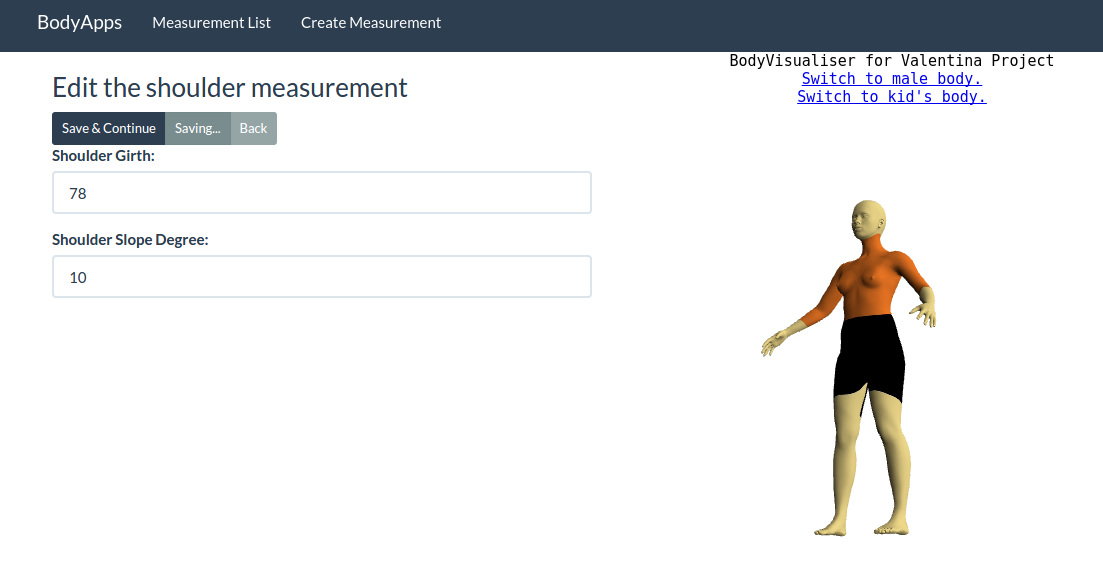 BodyApps Measurement List Create Measurement
BodyVisualiser for Valentina Project
Switch to male body.
Switch to kid's body.
Edit the shoulder measurement
Save & Continue Saving... Back
Shoulder Girth:
78
Shoulder Slope Degree:
10